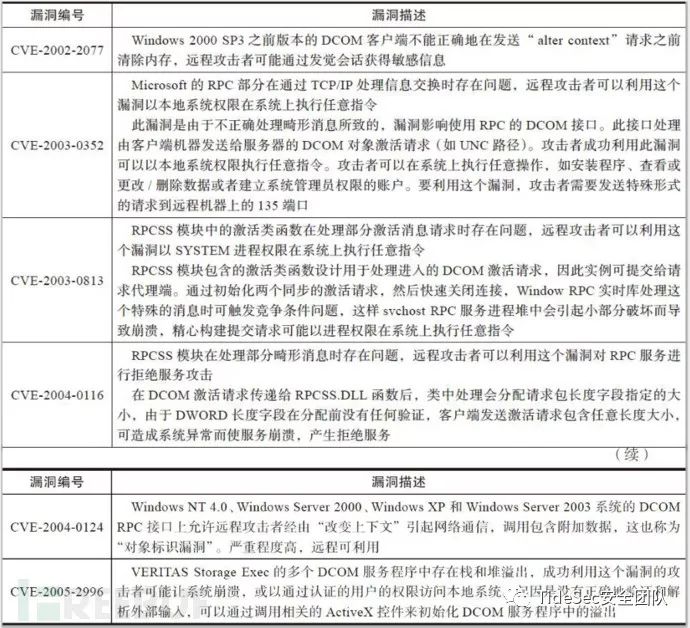 漏洞编号 漏洞描述
CVE-2002-2077
Windows 2000 SP3 之前版本的 DCOM 客户端不能正确地在发送“alter context”请求之前
清除内存，远程攻击者可能通过发觉会话获得敏感信息
CVE-2003-0352
Microsoft的 RPC 部分在通过 TCP/IP 处理信息交换时存在问题，远程攻击者可以利用这个
漏洞以本地系统权限在系统上执行任意指令
此漏洞是由于不正确处理畸形消息所致的，漏洞影响使用 RPC 的 DCOM 接口。此接口处理
由客户端机器发送给服务器的 DCOM 对象激活请求（如 UNC 路径）。攻击者成功利用此漏洞
可以以本地系统权限执行任意指令。攻击者可以在系统上执行任意操作，如安装程序、查看或
更改 / 删除数据或者建立系统管理员权限的账户。要利用这个漏洞，攻击者需要发送特殊形式
的请求到远程机器上的 135 端口
CVE-2003-0813
RPCSS 模块中的激活类函数在处理部分激活消息请求时存在问题，远程攻击者可以利用这
个漏洞以 SYSTEM 进程权限在系统上执行任意指令
RPCSS 模块包含的激活类函数设计用于处理进入的 DCOM 激活请求，因此实例可提交给请
求代理端。通过初始化两个同步的激活请求，然后快速关闭连接，Window RPC 实时库处理这
个特殊的消息时可触发竞争条件问题，这样 svchost RPC 服务进程堆中会引起小部分破坏而导
致崩溃，精心构建提交请求可能以进程权限在系统上执行任意指令
CVE-2004-0116
RPCSS 模块在处理部分畸形消息时存在问题，远程攻击者可以利用这个漏洞对 RPC 服务进
行拒绝服务攻击
在 DCOM 激活请求传递给 RPCSS.DLL 函数后，类中处理会分配请求包长度字段指定的大
小，由于 DWORD 长度字段在分配前没有任何验证，客户端发送激活请求包含任意长度大小，
可造成系统异常而使服务崩溃，产生拒绝服务
（续）
漏洞编号 漏洞描述
CVE-2004-0124
Windows NT 4.0、Windows Server 2000、Windows XP 和 Windows Server 2003 系统的 DCOM
RPC 接口上允许远程攻击者经由“改变上下文”引起网络通信，调用包含附加数据，这也称为
“对象标识漏洞”。严重程度高，远程可利用
CVE-2005-2996
VERITAS Storage Exec 的多个 DCOM 服务程序中存在栈和堆溢出，成功利用这个漏洞的攻
击者可能让系统崩溃，或以通过认证的用户的权限访问本地系统
解析外部输入，可以通过调用相关的 ActiveX 控件来初始化 DCOM 服务程序中的溢出
TideSec安全团队
REEBUF